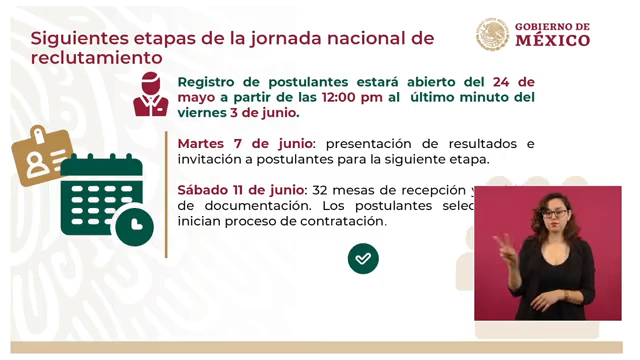 Siguientes etapas de la jornada nacional de
reclutamiento
GOBIERNO DE
MÉXICO
Registro de postulantes estará abierto del 24 de
mayo a partir de las 12:00 pm al último minuto del
viernes 3 de junio.
Martes 7 de junio: presentación de resultados e
invitación a postulantes para la siguiente etapa.
Sábado 11 de junio: 32 mesas de recepción
de documentación. Los postulantes
inician proceso de contratación.